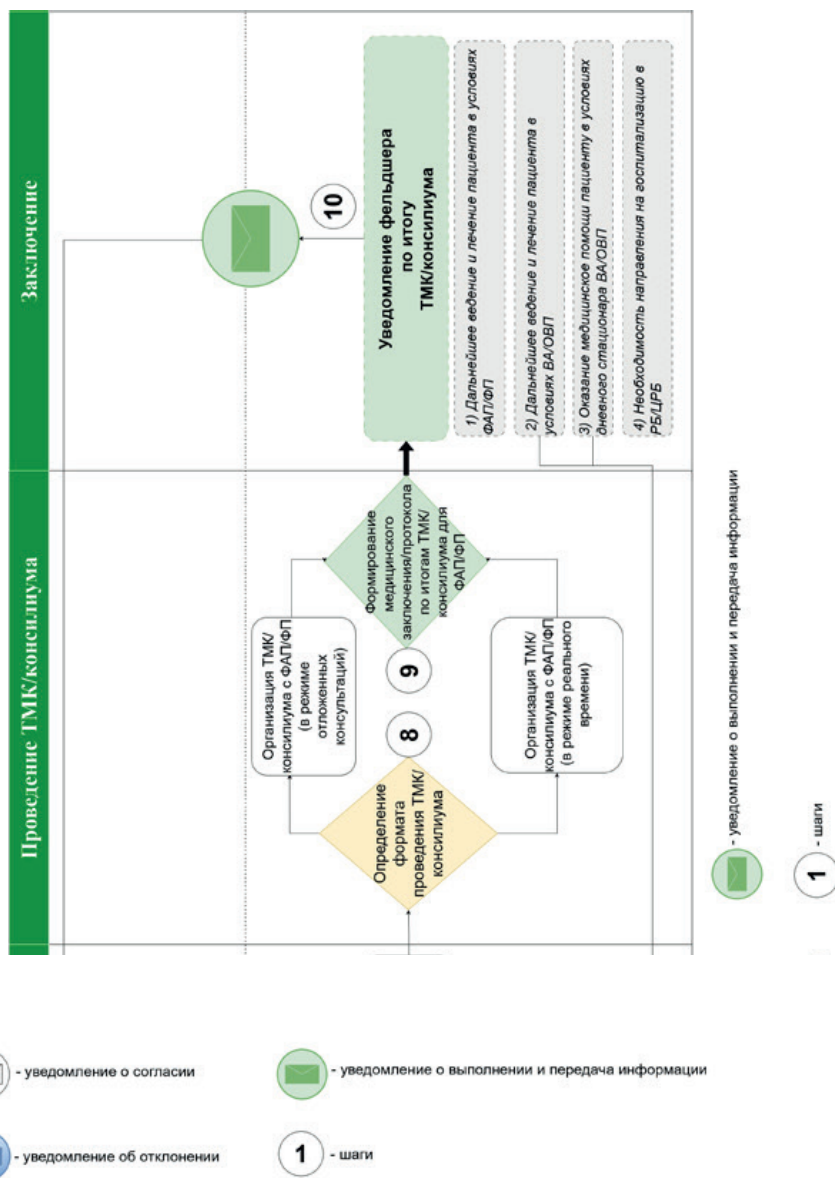 Проведение ТМК/консилиума
Заключение
Определение
формата
проведения ТМК/
консилиума
8
Организация ТМК/
консилиума с ФАП/ФП
(в режиме
отложенных
консультаций)
Организация ТМК/
консилиума с ФАП/ФП
(в режиме реального
времени)
9
Формирование
медицинского
заключения/протокола
по итогам ТМК/
консилиума для
ФАП/ФП
10
Уведомление фельдшера
по итогу
ТМК/консилиума
1) Дальнейшее ведение и лечение пациента в условиях
ФАП/ФП
2) Дальнейшее ведение и лечение пациента в
условиях ВА/ОВП
3) Оказание медицинское помощи пациенту в условиях
дневного стационара ВА/ОВП
4) Необходимость направления на госпитализацию в
РБ/ЦРБ
- уведомление о выполнении и передача информации
1 - шаги
- уведомление о согласии
- уведомление о выполнении и передача информации
- уведомление об отклонении
1 - шаги